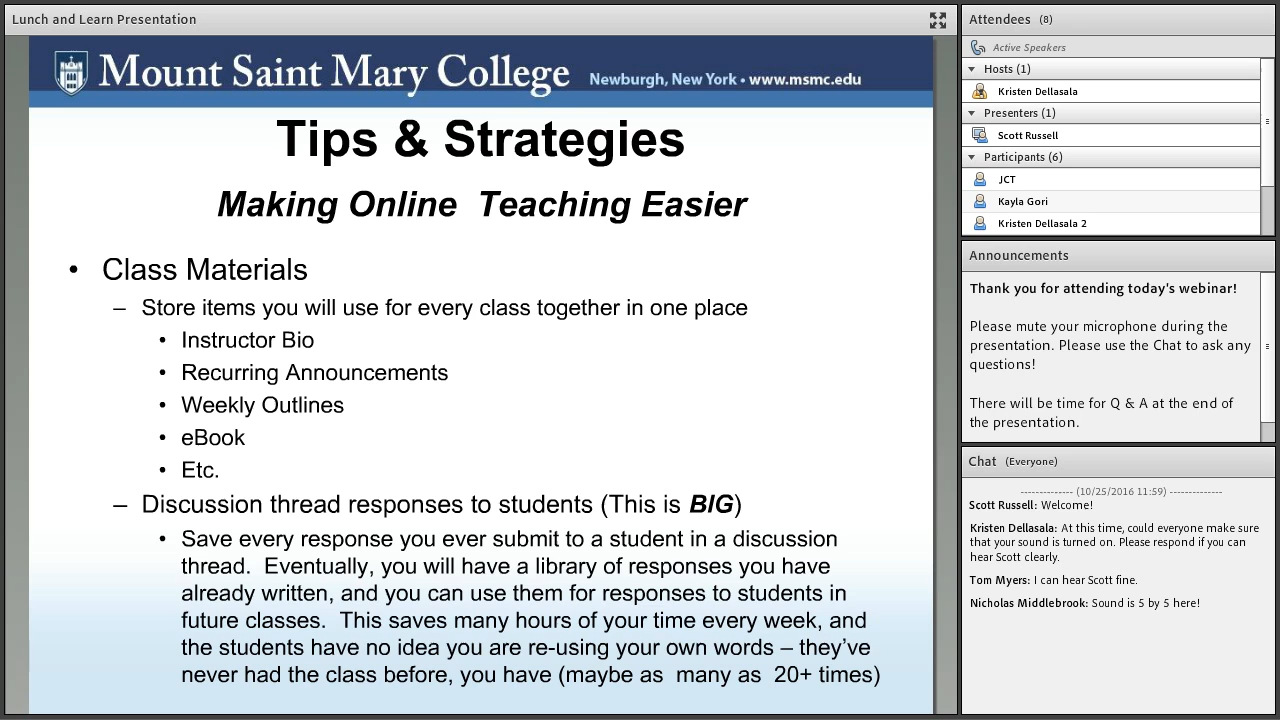 Lunch and Learn Presentation
Mount Saint Mary College Newburgh, New York • www.msmc.edu
Tips & Strategies
Making Online  Teaching Easier
• Class Materials
– Store items you will use for every class together in one place
• Instructor Bio
• Recurring Announcements
• Weekly Outlines
• eBook
• Etc.
– Discussion thread responses to students (This is BIG)
• Save every response you ever submit to a student in a discussion
thread.  Eventually, you will have a library of responses you have
already written, and you can use them for responses to students in
future classes.  This saves many hours of your time every week, and
the students have no idea you are re-using your own words – they've
never had the class before, you have (maybe as  many as  20+ times)
Attendees (8)
Active Speakers
Hosts (1)
Kristen Dellasala
Presenters (1)
Scott Russell
Participants (6)
JCT
Kayla Gori
Kristen Dellasala 2
Announcements
Thank you for attending today's webinar!
Please mute your microphone during the
presentation. Please use the Chat to ask any
questions!
There will be time for Q & A at the end of
the presentation.
Chat (Everyone)
-------------- (10/25/2016 11:59) --------------
Scott Russell: Welcome!
Kristen Dellasala: At this time, could everyone make sure
that your sound is turned on. Please respond if you can
hear Scott clearly.
Tom Myers: I can hear Scott fine.
Nicholas Middlebrook: Sound is 5 by 5 here!